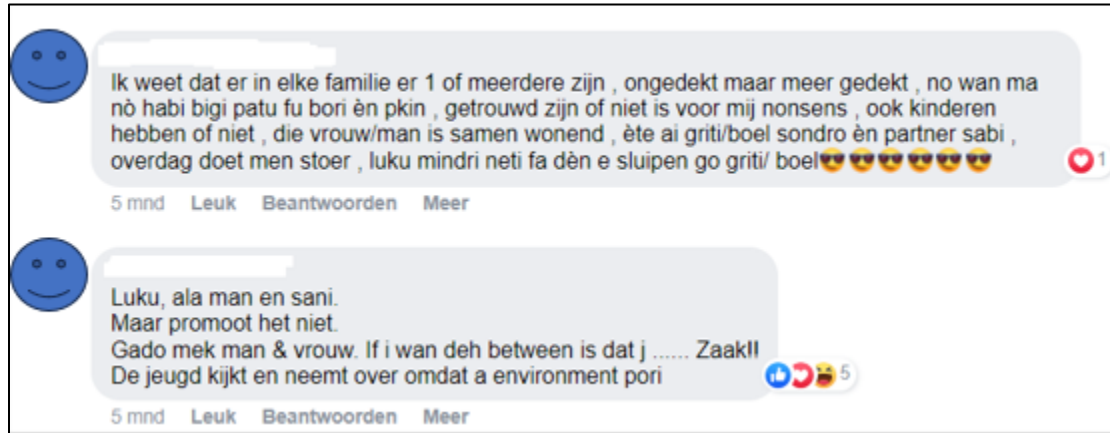 Ik weet dat er in elke familie er 1 of meerdere zijn , ongedekt maar meer gedekt , no wan ma
nò habi bigi patu fu bori èn pkin , getrouwd zijn of niet is voor mij nonsens , ook kinderen
hebben of niet , die vrouw/man is samen wonend , ète ai griti/boel sondro èn partner sabi ,
overdag doet men stoer , luku mindri neti fa dèn e sluipen go griti/ boel😎😎😎😎😎😎
1
5 mnd Leuk Beantwoorden Meer
Luku, ala man en sani.
Maar promoot het niet.
Gado mek man & vrouw. If i wan deh between is dat j ...... Zaak!!
De jeugd kijkt en neemt over omdat a environment pori
5
5 mnd Leuk Beantwoorden Meer